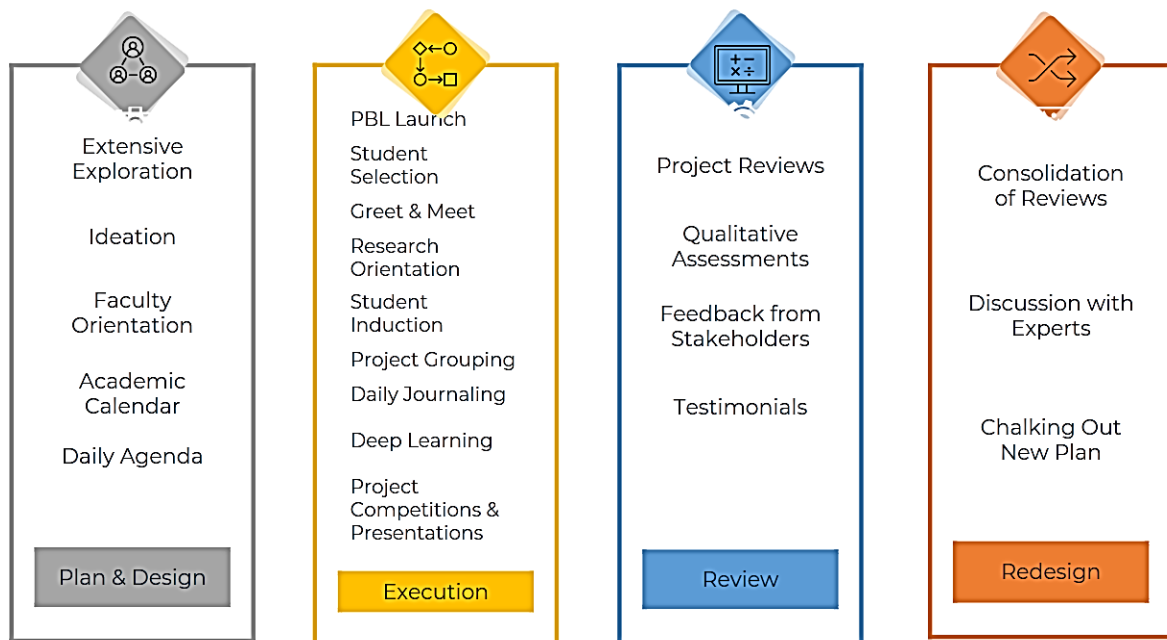 Extensive
Exploration
Ideation
Faculty
Orientation
Academic
Calendar
Daily Agenda
Plan & Design
PBL Launch
Student
Selection
Greet & Meet
Research
Orientation
Student
Induction
Project Grouping
Daily Journaling
Deep Learning
Project
Competitions &
Presentations
Execution
Project Reviews
Qualitative
Assessments
Feedback from
Stakeholders
Testimonials
Review
Consolidation
of Reviews
Discussion with
Experts
Chalking Out
New Plan
Redesign